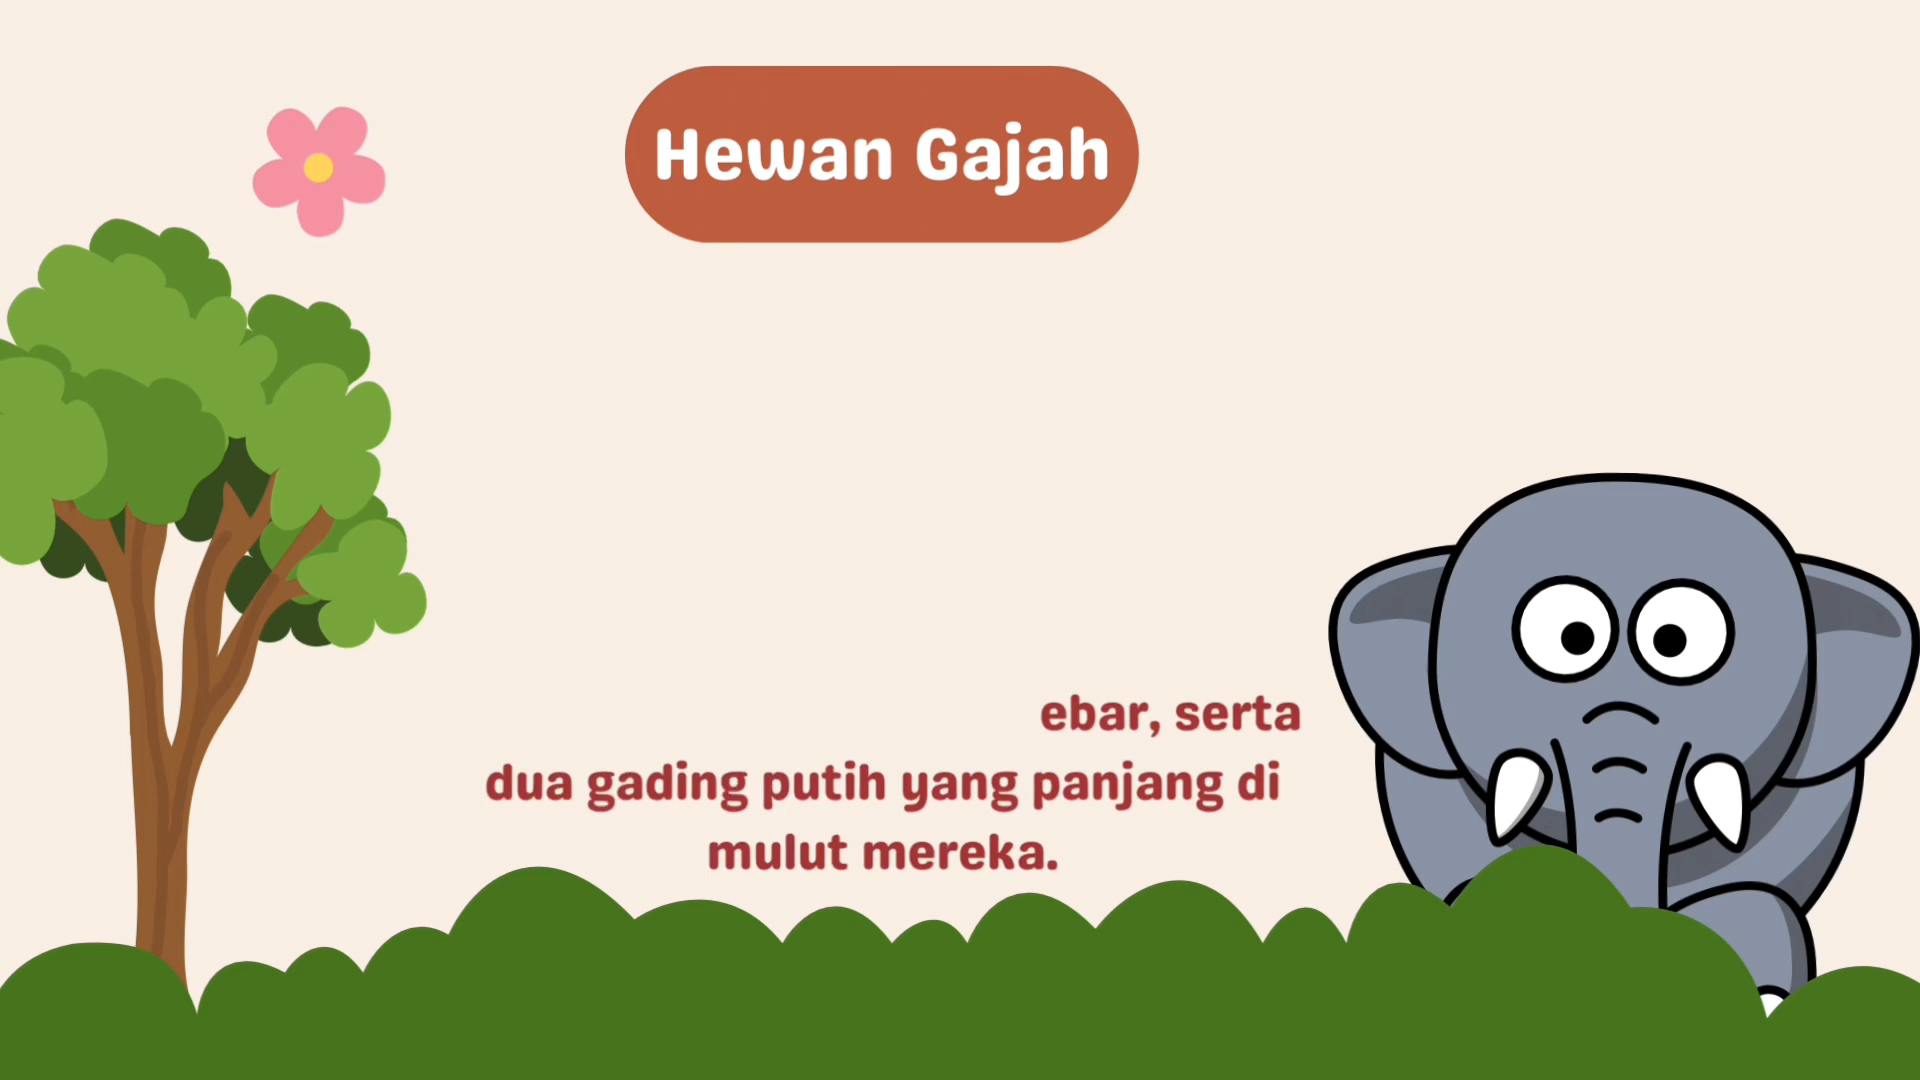 Hewan Gajah
ebar, serta
dua gading putih yang panjang di
mulut mereka.